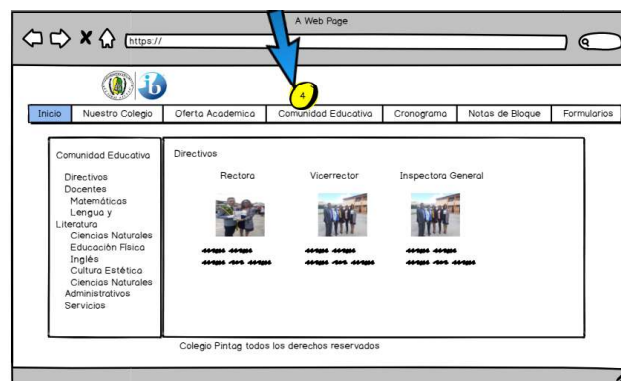 A Web Page
https://
ib
4
Inicio Nuestro Colegio Oferta Academica Comunidad Educativa Cronograma Notas de Bloque Formularios
Comunidad Educativa
Directivos
Docentes
Matemáticas
Lengua y
Literatura
Ciencias Naturales
Educación Física
Inglés
Cultura Estética
Ciencias Naturales
Administrativos
Servicios
Directivos
Rectora Vicerrector Inspectora General
Colegio Pintag todos los derechos reservados